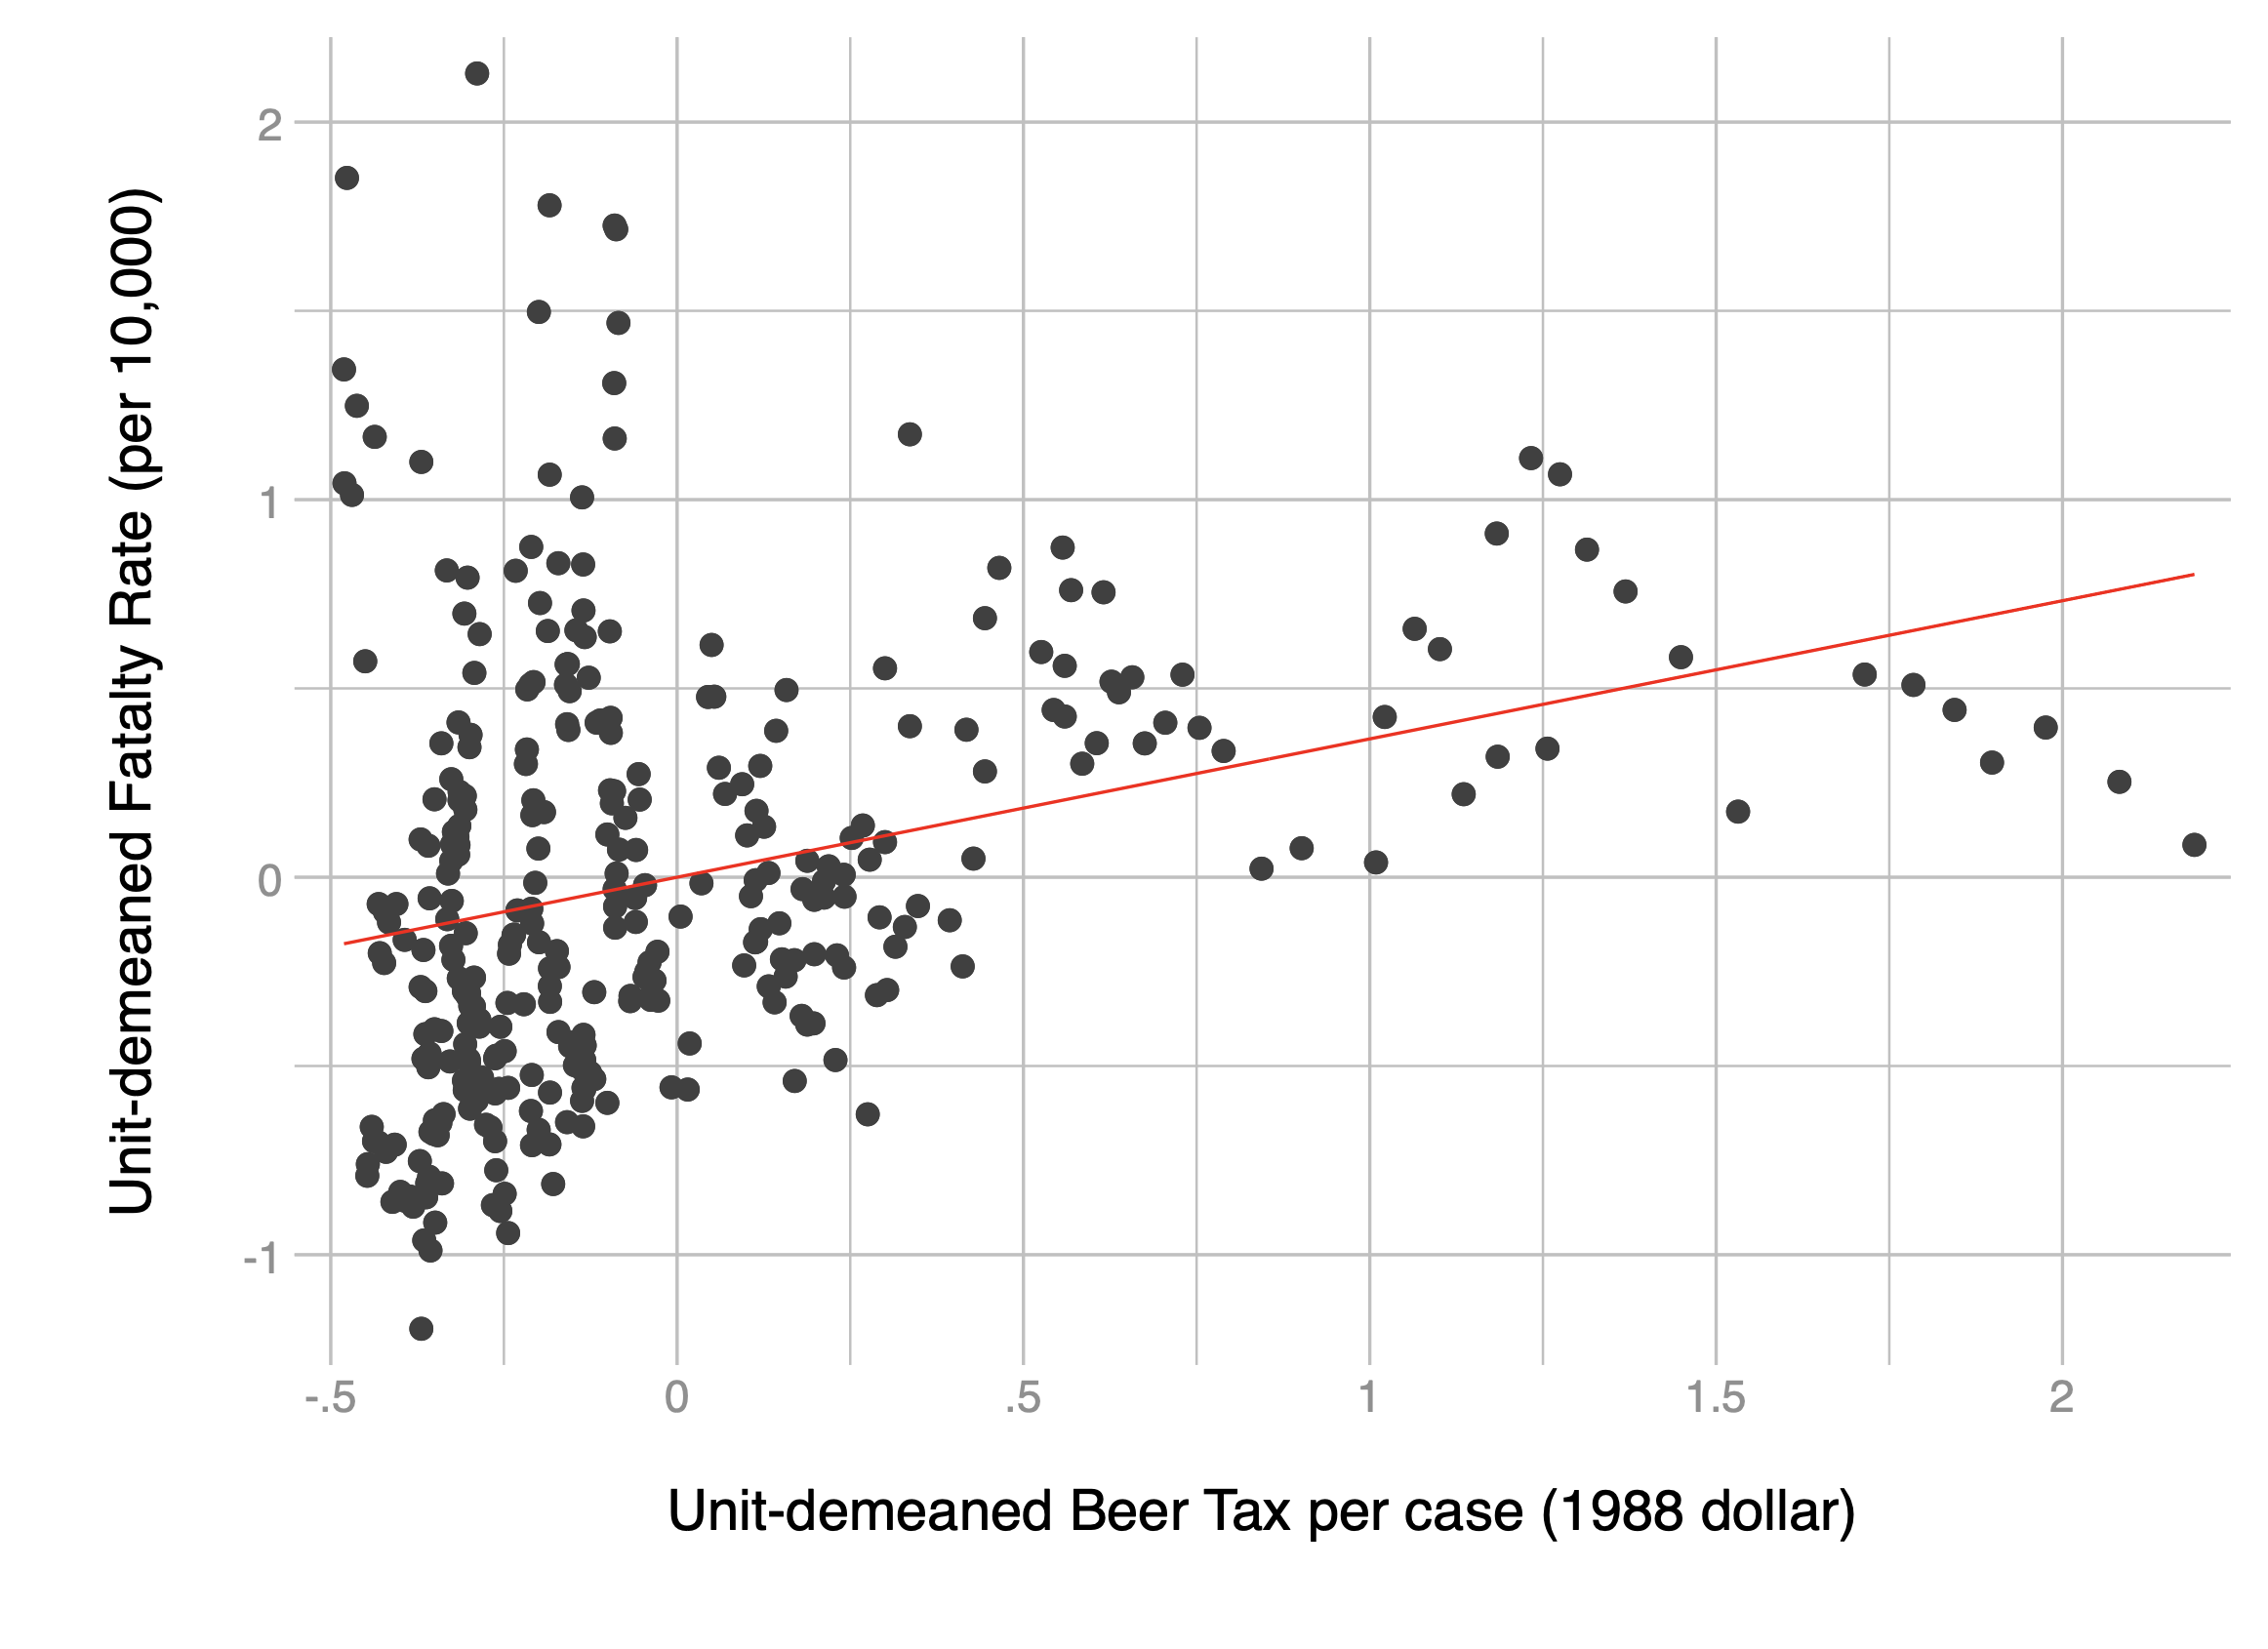 Unit-demeaned Fatality Rate (per 10,000)
2
1
0
-1
-.5 0 .5 1 1.5 2
Unit-demeaned Beer Tax per case (1988 dollar)